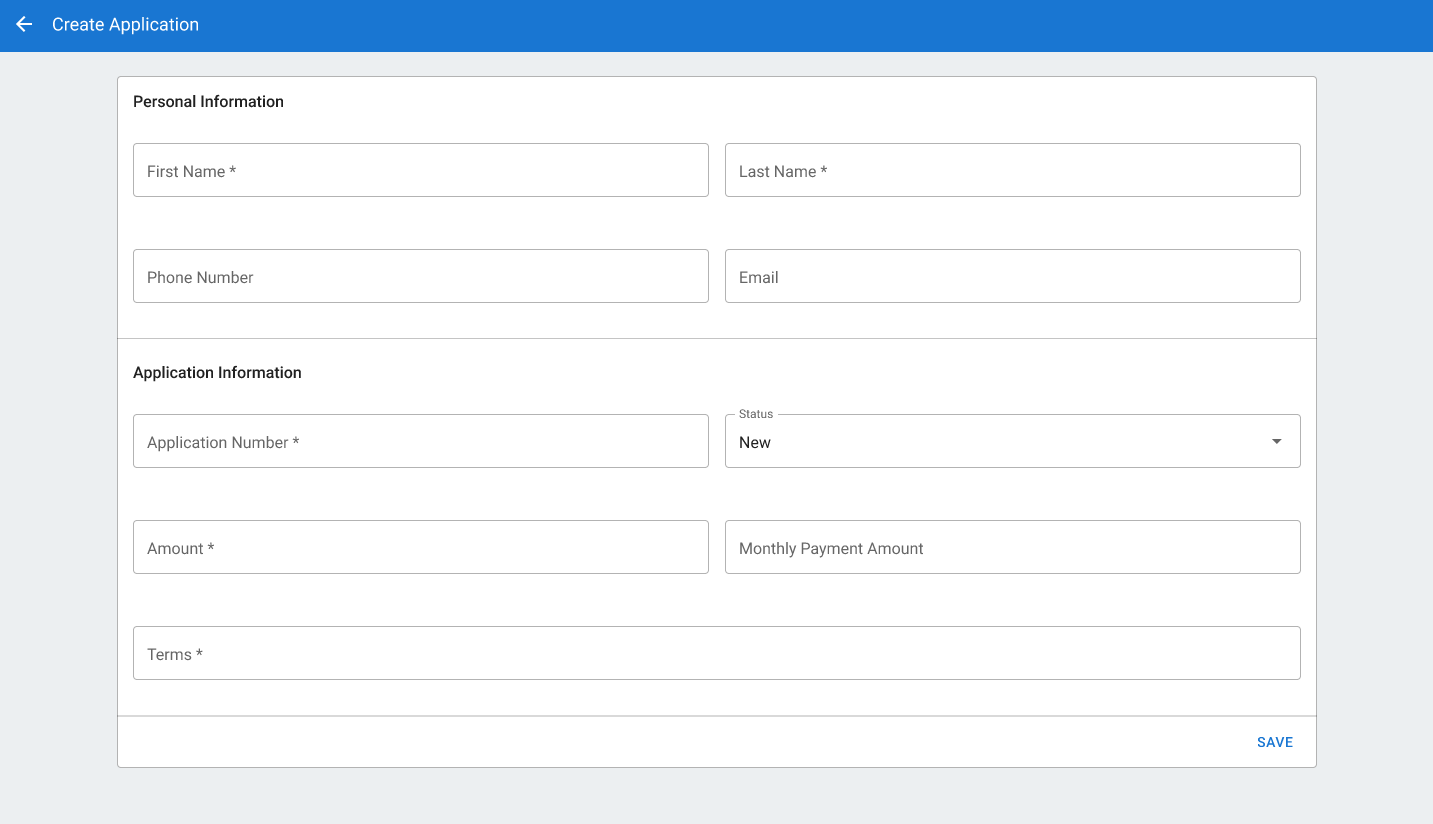 Create Application
Personal Information
First Name *
Last Name *
Phone Number
Email
Application Information
Application Number *
Status
New
Amount *
Monthly Payment Amount
Terms *
SAVE